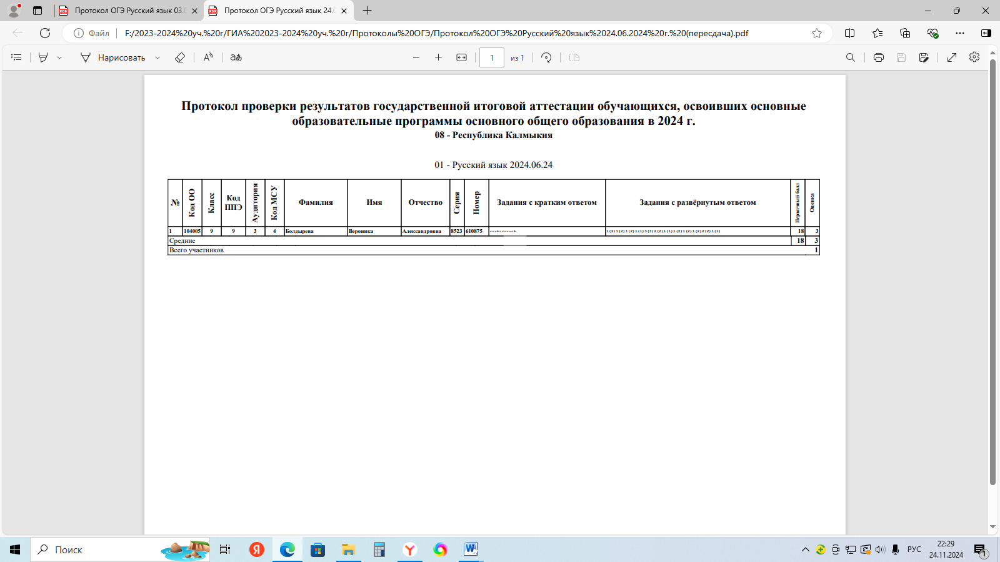 Протокол ОГЭ Русский язык 03.0
Протокол ОГЭ Русский язык 24.0
Файл
F:/2023-2024%20уч.%20г/ГИА%202023-2024%20уч.%20г/Протоколы%20ОГЭ/Протокол%20ОГЭ%20Русский%20язык%2024.06.2024%20г.%20(пересдача).pdf
Нарисовать
1 из 1
Протокол проверки результатов государственной итоговой аттестации обучающихся, освоивших основные
образовательные программы основного общего образования в 2024 г.
08 - Республика Калмыкия
01 - Русский язык 2024.06.24
№ Код ОО Класс Код ППЭ Аудитория Код МСУ Фамилия Имя Отчество Серия Номер Задания с кратким ответом Задания с развёрнутым ответом Первичный балл Оценка
1 104005 9 9 3 4 Болдырева Вероника Александровна 8523 610875 ---+------+ 1(2)1(2)1(2)1(1)3(3)2(2)1(1)1(2)1(2)1(2)2(2)1(1) 18 3
Средние 18 3
Всего участников 1
Поиск
РУС
22:29
24.11.2024
1